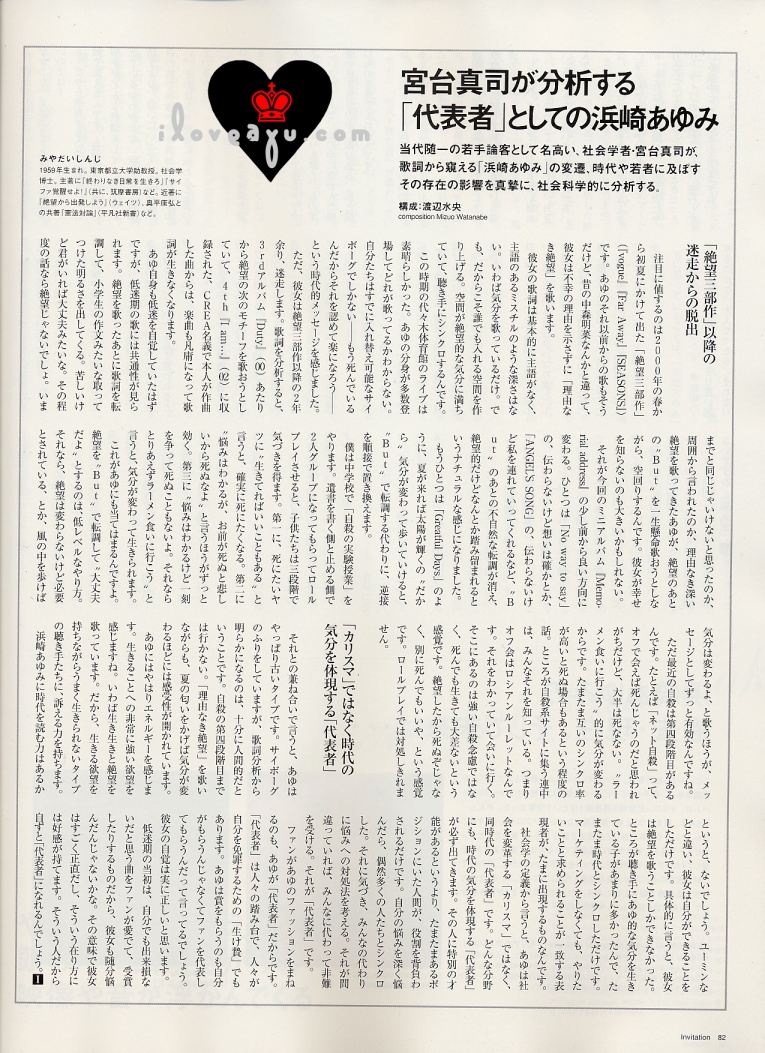 宮台真司が分析する
「代表者」としての浜崎あゆみ
当代随一の若手論客として名高い、社会学者・宮台真司が、
歌詞から窺える「浜崎あゆみ」の変遷、時代や若者に及ぼす
その存在の影響を真摯に、社会科学的に分析する。
構成：渡辺水央
composition Mizuo Watanabe
iloveayu.com
みやだいしんじ
1959年生まれ。東京都立大学助教授。社会学
博士。主著に『終わりなき日常を生きろ』『サイ
ファ覚醒せよ!』（共に、筑摩書房）など。近著に
『絶望から出発しよう』（ウェイツ）、奥平康弘と
の共著『憲法対論』（平凡社新書）など。
「絶望三部作」以降の
迷走からの脱出
注目に値するのは2000年の春か
ら初夏にかけて出た「絶望三部作」
（『vogue』『Far Away』『SEASONS』）
です。あゆのそれ以前からの歌もそう
だけど、昔の中森明菜なんかと違って、
彼女は不幸の理由を示さずに「理由な
き絶望」を歌います。
彼女の歌詞は基本的に主語がなく、
主語のあるミスチルのような深さはな
い。いわば気分を歌っているだけ。で
も、だからこそ誰でも入れる空間を作
り上げる。空間が絶望的な気分に満ち
ていて、聴き手にシンクロするんです。
この時期の代々木体育館のライブは
素晴らしかった。あゆの分身が多数登
場してどれが歌ってるかわからない。
自分たちはすでに入れ替え可能なサイ
ボーグでしかない──もう死んでいる
んだからそれを認めて楽になろう──
という時代的メッセージを感じました。
ただ、彼女は絶望三部作以降の2年
余り、迷走します。歌詞を分析すると、
3rdアルバム『Duty』（00）あたり
から絶望の次のモチーフを歌おうとし
ていて、4th『I am...』（02）に収
録された、CREA名義で本人が作曲
した曲からは、楽曲も凡庸になって歌
詞が生きなくなります。
あゆ自身も低迷を自覚していたはず
ですが、低迷期の歌には共通性が見ら
れます。絶望を歌ったあとに歌詞を転
調して、小学生の作文みたいな取って
つけた明るさを出してくる。苦しいけ
ど君がいれば大丈夫みたいな。その程
度の話なら絶望じゃないでしょ。いま
までと同じじゃいけないと思ったのか、
周囲から言われたのか、理由なき深い
絶望を歌ってきたあゆが、絶望のあと
の〝But〟を一生懸命歌おうとしな
がら、空回りするんです。彼女が幸せ
を知らないのも大きいかもしれない。
それが今回のミニアルバム『Memo-
rial address』の少し前から良い方向に
変わる。ひとつは『No way to say』
の、伝わらないけど想いは確かとか、
『ANGEL'S SONG』の、伝わらないけ
ど私を連れていってくれるなど、〝B
ut〟のあとの不自然な転調が消え、
絶望的だけどなんとか踏み留まれると
いうナチュラルな感じになりました。
もうひとつは『Grateful Days』のよ
うに、夏が来れば太陽が輝くの〝だか
ら〟気分が変わって歩いていけると、
〝But〟で転調する代わりに、逆接
を順接で置き換えます。
僕は中学校で「自殺の実験授業」を
やります。遺書を書く側と止める側で
2人グループになってもらってロール
プレイさせると、子供たちは三段階で
気づきを得ます。第一に、死にたいヤ
ツに〝生きてればいいこともある〟と
言うと、確実に死にたくなる。第二に
〝悩みはわかるが、お前が死ぬと悲し
いから死ぬなよ〟と言うほうがずっと
効く。第三に〝悩みはわかるけど一刻
を争って死ぬこともないよ。それなら
とりあえずラーメン食いに行こう〟と
言うと、気分が変わって生きられます。
これがあゆにも当てはまるんですよ。
絶望を〝But〟で転調して〝大丈夫
だよ〟とするのは、低レベルなやり方。
それなら、絶望は変わらないけど必要
とされている、とか、風の中を歩けば
気分は変わるよ、と歌うほうが、メッ
セージとしてずっと有効なんですね。
ただ最近の自殺は第四段階目がある
んです。たとえば「ネット自殺」って、
オフで会えば死んじゃうのだと思われ
がちだけど、大半は死なない。〝ラー
メン食いに行こう〟的に気分が変わる
からです。たまたま互いのシンクロ率
が高いと死ぬ場合もあるという程度の
話。ところが自殺系サイトに集う連中
は、みんなそれを知っている。つまり
オフ会はロシアンルーレットなんで
す。それをわかっていて会いに行く。
そこにあるのは強い自殺念慮ではな
く、死んでも生きても大差ないという
感覚です。絶望したから死ぬぞじゃな
く、別に死んでもいいや、という感覚
です。ロールプレイでは対処しきれま
せん。
「カリスマ」ではなく時代の
気分を体現する「代表者」
それとの兼ね合いで言うと、あゆは
やっぱり古いタイプです。サイボーグ
のふりをしていますが、歌詞分析から
明らかになるのは、十分に人間的だと
いうことです。自殺の第四段階目まで
は行かない。「理由なき絶望」を歌い
ながらも、夏の匂いをかげば気分が変
わるほどには感受性が開かれています。
あゆにはやはりエネルギーを感じま
す。生きることへの非常に強い欲望を
感じますね。いわば生き生きと絶望を
歌っています。だから、生きる欲望を
持ちながらうまく生きられないタイプ
の聴き手たちに、訴える力を持ちます。
浜崎あゆみに時代を読む力はあるか
というと、ないでしょう。ユーミンな
どと違い、彼女は自分ができることを
しただけです。具体的に言うと、彼女
は絶望を歌うことしかできなかった。
ところが聴き手にあゆ的な気分を生き
ている子があまりに多かったんで、た
またま時代とシンクロしただけです。
マーケティングをしなくても、やりた
いことと求められることが一致する表
現者が、たまに出現するものなんです。
社会学の定義から言うと、あゆは社
会を変革する「カリスマ」ではなく、
同時代の「代表者」です。どんな分野
にも、時代の気分を体現する「代表者」
が必ず出てきます。その人に特別の才
能があるというより、たまたまあるポ
ジションにいた人間が、役割を背負わ
されるだけです。自分の悩みを深く悩
んだら、偶然多くの人たちとシンクロ
した。それに気づき、みんなの代わり
に悩みへの対処法を考える。それが間
違っていれば、みんなに代わって非難
を受ける。それが「代表者」です。
ファンがあゆのファッションをまね
るのも、あゆが「代表者」だからです。
「代表者」は人々の踏み台で、人々が
自分を免罪するための「生け贄」でも
あります。あゆは賞をもらうのも自分
がもらうんじゃなくてファンを代表し
てもらうんだって言ってるでしょう。
彼女の自覚は実に正しいと思います。
低迷期の当初は、自分でも出来損な
いだと思う曲をファンが愛でて、受賞
したりするものだから、彼女も随分悩
んだんじゃないかな。その意味で彼女
はすごく正直だし、そういう在り方に
は好感が持てます。そういう人だから
自ずと「代表者」になれるんでしょう。I
Invitation 82